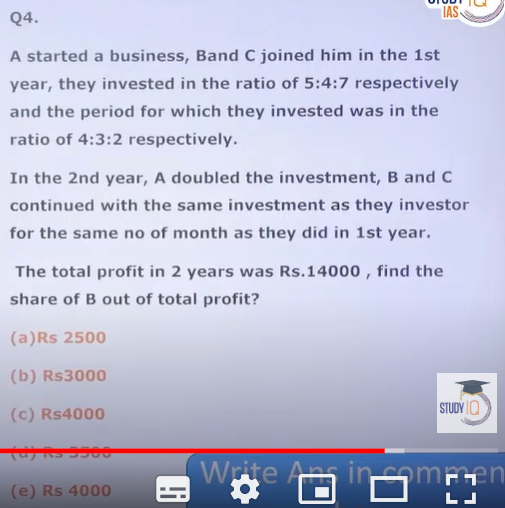 STUDY IQ
IAS
Q4.
A started a business, Band C joined him in the 1st
year, they invested in the ratio of 5:4:7 respectively
and the period for which they invested was in the
ratio of 4:3:2 respectively.
In the 2nd year, A doubled the investment, B and C
continued with the same investment as they investor
for the same no of month as they did in 1st year.
The total profit in 2 years was Rs.14000 , find the
share of B out of total profit?
(a)Rs 2500
(b) Rs3000
(c) Rs4000
STUDY IQ
(d) Rs 3500
Write Ans in commen
(e) Rs 4000